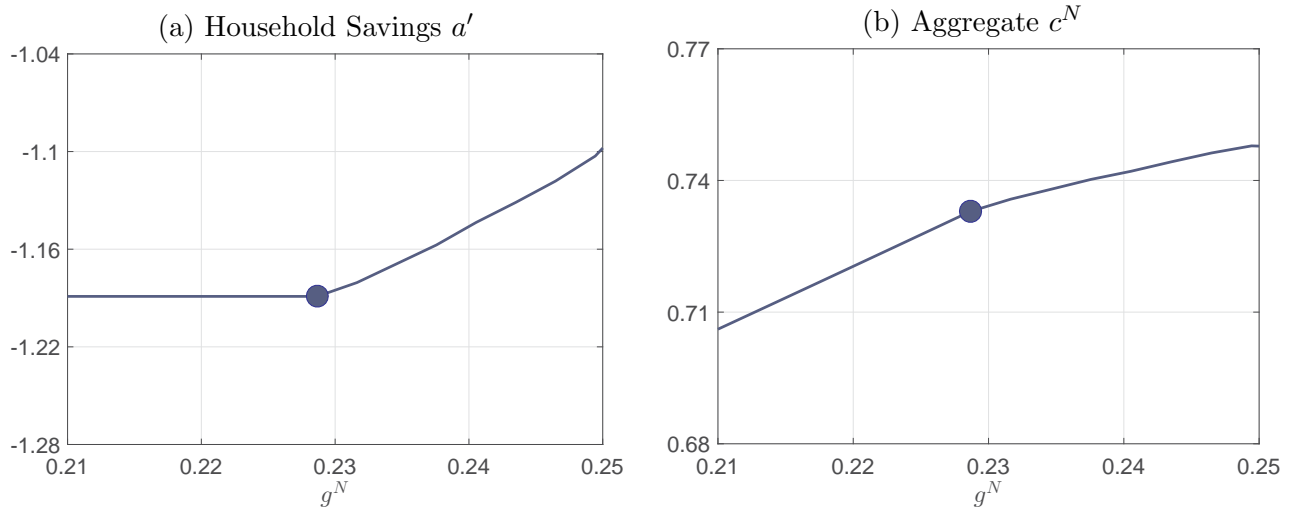 (a) Household Savings a′
-1.04
-1.1
-1.16
-1.22
-1.28
0.21 0.22 0.23 0.24 0.25
g^N
(b) Aggregate c^N
0.77
0.74
0.71
0.68
0.21 0.22 0.23 0.24 0.25
g^N